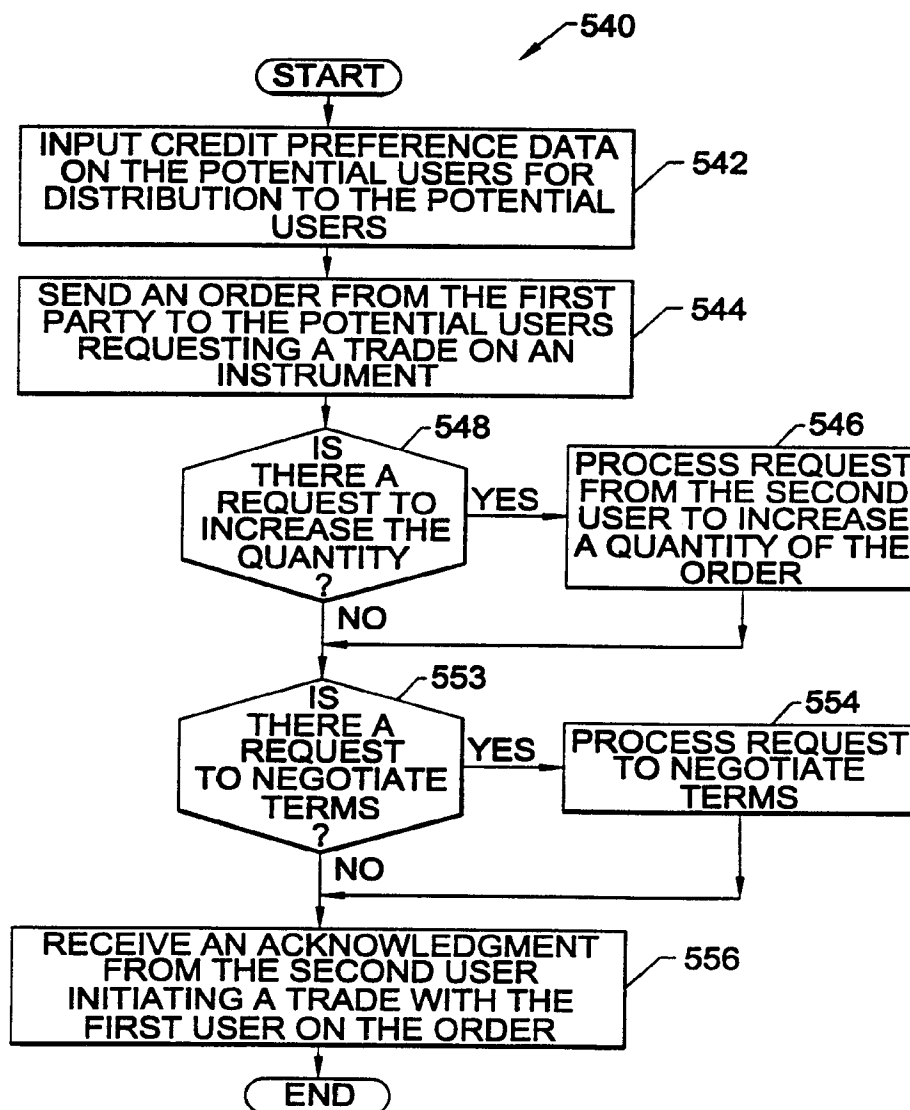 540
START
INPUT CREDIT PREFERENCE DATA
ON THE POTENTIAL USERS FOR
DISTRIBUTION TO THE POTENTIAL
USERS
542
SEND AN ORDER FROM THE FIRST
PARTY TO THE POTENTIAL USERS
REQUESTING A TRADE ON AN
INSTRUMENT
544
548
IS
THERE A
REQUEST TO
INCREASE THE
QUANTITY
?
YES
546
PROCESS REQUEST
FROM THE SECOND
USER TO INCREASE
A QUANTITY OF THE
ORDER
NO
553
IS
THERE A
REQUEST
TO NEGOTIATE
TERMS
?
YES
554
PROCESS REQUEST
TO NEGOTIATE
TERMS
NO
RECEIVE AN ACKNOWLEDGMENT
FROM THE SECOND USER
INITIATING A TRADE WITH THE
FIRST USER ON THE ORDER
556
END